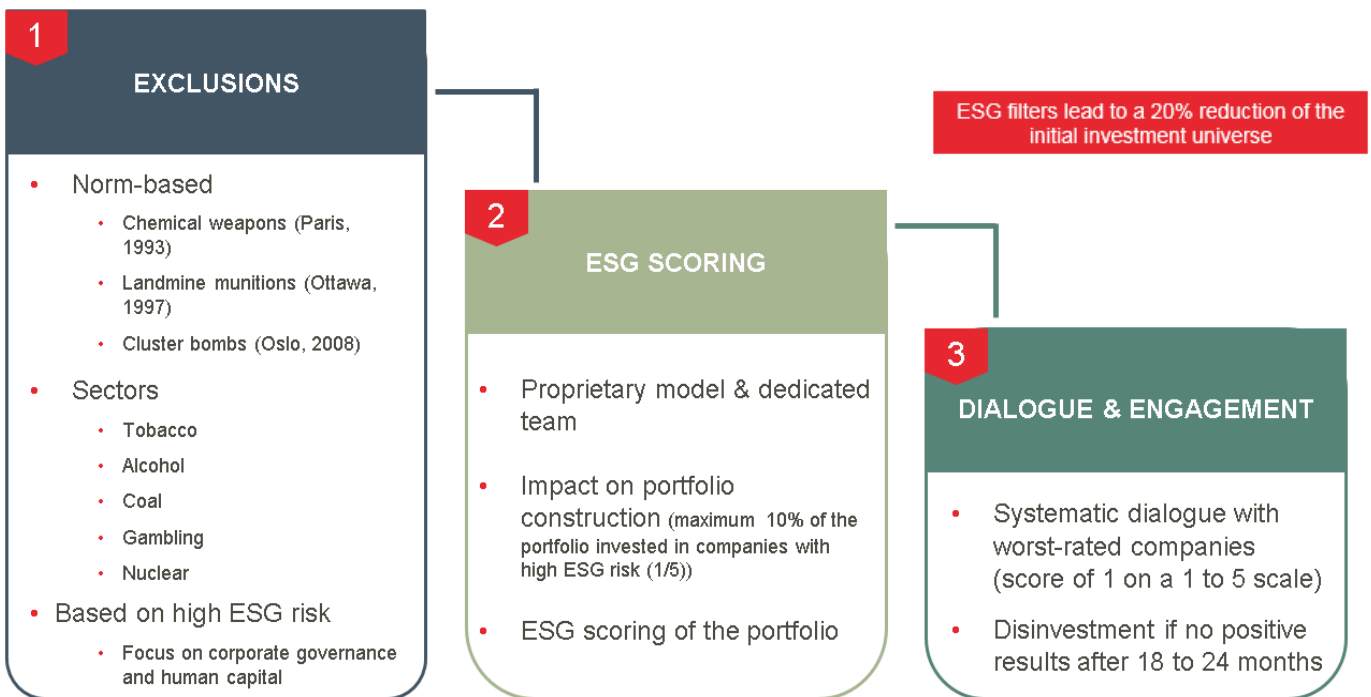 1
EXCLUSIONS
• Norm-based
• Chemical weapons (Paris,
1993)
• Landmine munitions (Ottawa,
1997)
• Cluster bombs (Oslo, 2008)
• Sectors
• Tobacco
• Alcohol
• Coal
• Gambling
• Nuclear
• Based on high ESG risk
• Focus on corporate governance
and human capital
ESG filters lead to a 20% reduction of the
initial investment universe
2
ESG SCORING
• Proprietary model & dedicated
team
• Impact on portfolio
construction (maximum 10% of the
portfolio invested in companies with
high ESG risk (1/5))
• ESG scoring of the portfolio
3
DIALOGUE & ENGAGEMENT
• Systematic dialogue with
worst-rated companies
(score of 1 on a 1 to 5 scale)
• Disinvestment if no positive
results after 18 to 24 months